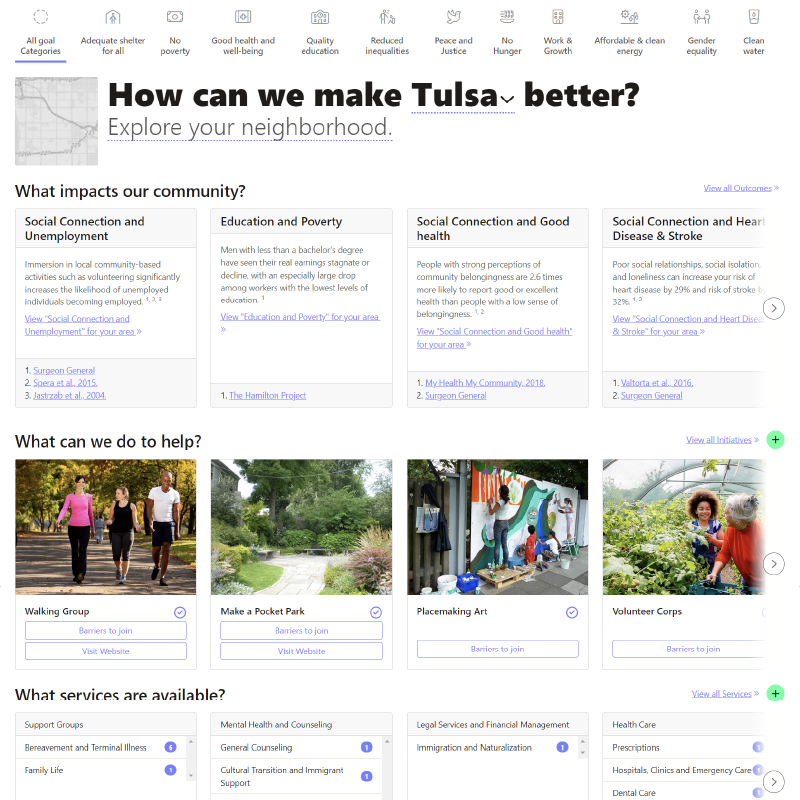 All goal
Categories
Adequate shelter
for all
No
poverty
Good health and
well-being
Quality
education
Reduced
inequalities
Peace and
Justice
No
Hunger
Work &
Growth
Affordable & clean
energy
Gender
equality
Clean
water
How can we make Tulsa better?
Explore your neighborhood.
What impacts our community?
View all Outcomes »
Social Connection and
Unemployment
Immersion in local community-based
activities such as volunteering significantly
increases the likelihood of unemployed
individuals becoming employed. 1, 2, 3
View "Social Connection and
Unemployment" for your area »
1. Surgeon General
2. Spera et al., 2015.
3. Jastrzab et al., 2004.
Education and Poverty
Men with less than a bachelor's degree
have seen their real earnings stagnate or
decline, with an especially large drop
among workers with the lowest levels of
education. 1
View "Education and Poverty" for your area
»
1. The Hamilton Project
Social Connection and Good
health
People with strong perceptions of
community belongingness are 2.6 times
more likely to report good or excellent
health than people with a low sense of
belongingness. 1, 2
View "Social Connection and Good health"
for your area »
1. My Health My Community, 2018.
2. Surgeon General
Social Connection and Heart
Disease & Stroke
Poor social relationships, social isolation,
and loneliness can increase your risk of
heart disease by 29% and risk of stroke by
32%. 1, 2
View "Social Connection and Heart Disease
& Stroke" for your area »
1. Valtorta et al., 2016.
2. Surgeon General
What can we do to help?
View all Initiatives »
Walking Group
Barriers to join
Visit Website
Make a Pocket Park
Barriers to join
Visit Website
Placemaking Art
Barriers to join
Volunteer Corps
Barriers to join
What services are available?
View all Services »
Support Groups
Bereavement and Terminal Illness 6
Family Life 1
Mental Health and Counseling
General Counseling 1
Cultural Transition and Immigrant
Support 1
Legal Services and Financial Management
Immigration and Naturalization 1
Health Care
Prescriptions 1
Hospitals, Clinics and Emergency Care 1
Dental Care 1